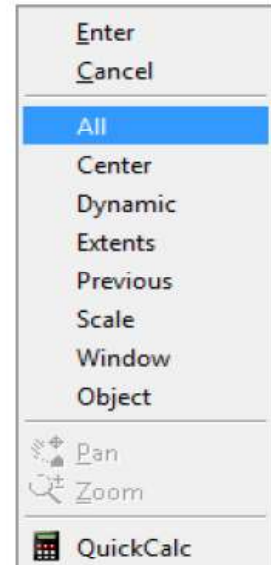 Enter
Cancel
All
Center
Dynamic
Extents
Previous
Scale
Window
Object
Pan
Zoom
QuickCalc